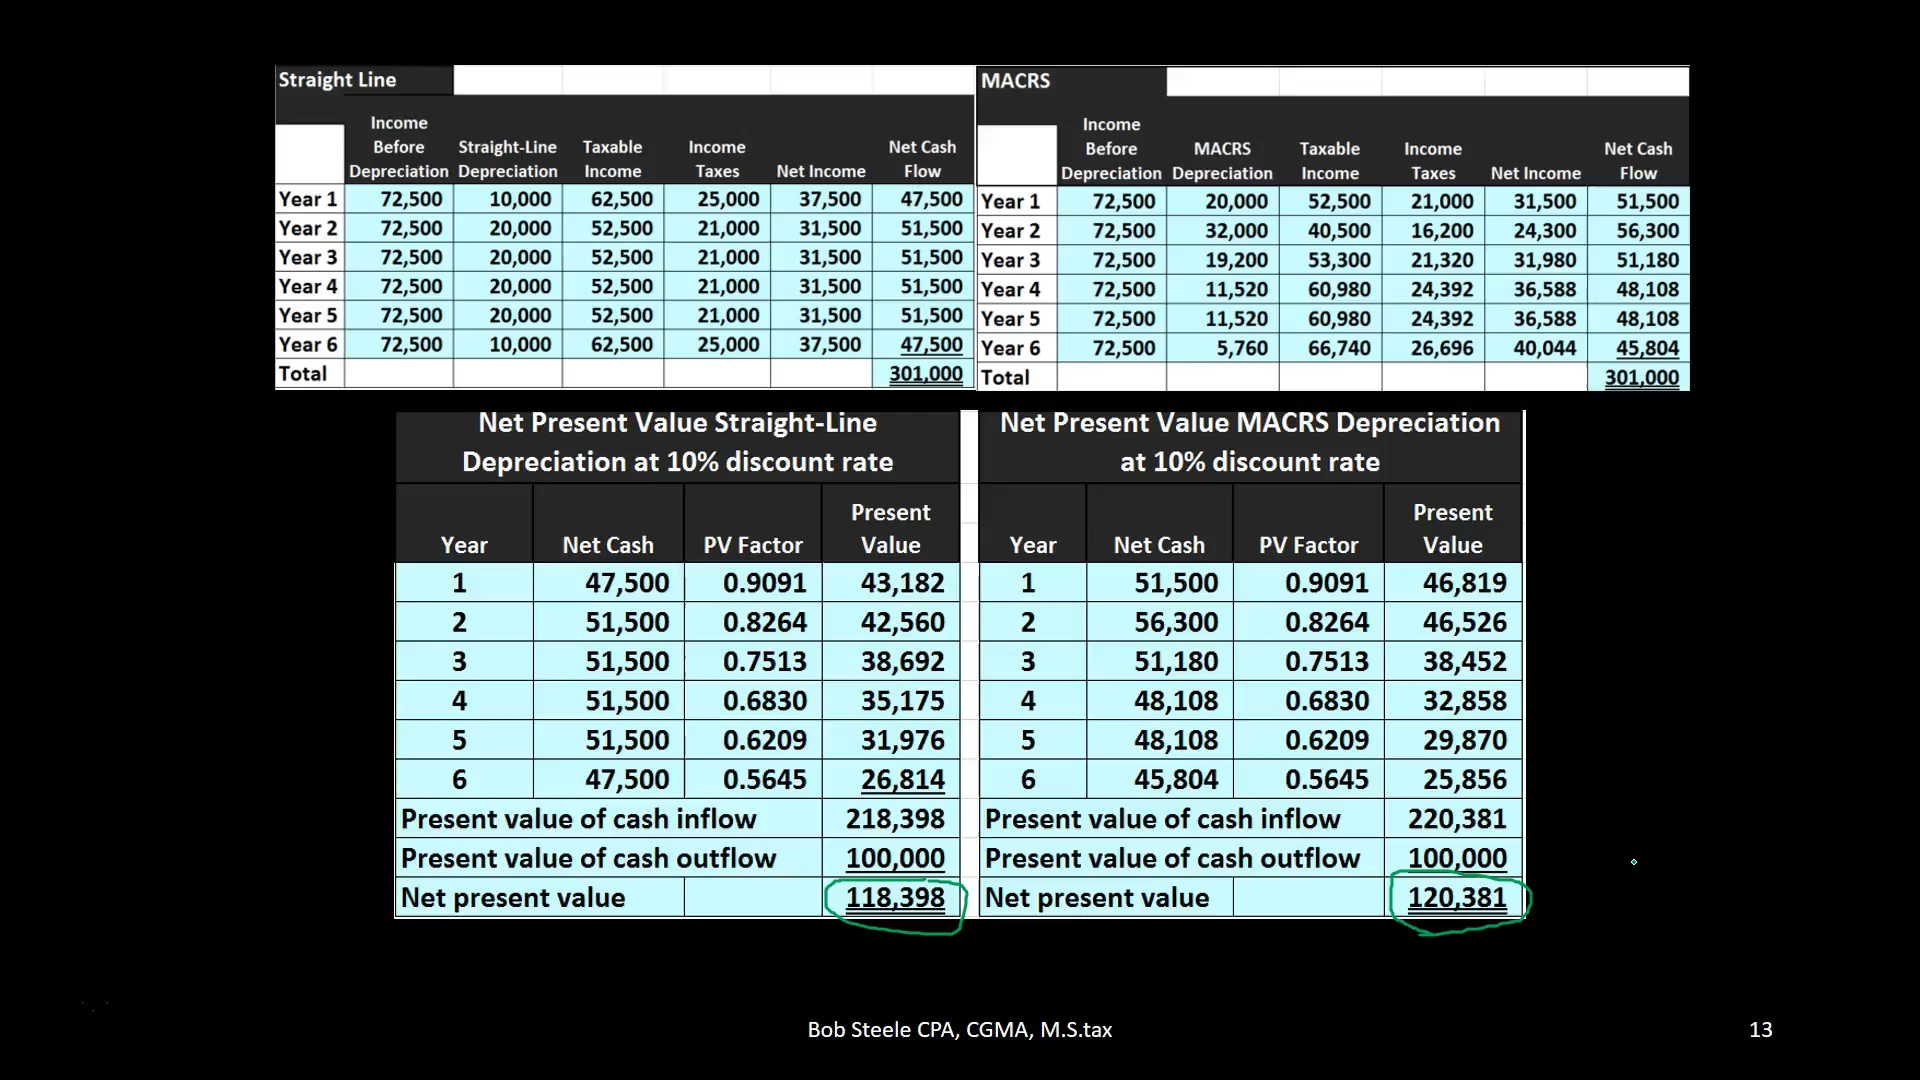 Straight Line
Income Before Depreciation Straight-Line Depreciation Taxable Income Income Taxes Net Income Net Cash Flow
Year 1 72,500 10,000 62,500 25,000 37,500 47,500
Year 2 72,500 20,000 52,500 21,000 31,500 51,500
Year 3 72,500 20,000 52,500 21,000 31,500 51,500
Year 4 72,500 20,000 52,500 21,000 31,500 51,500
Year 5 72,500 20,000 52,500 21,000 31,500 51,500
Year 6 72,500 10,000 62,500 25,000 37,500 47,500
Total 301,000
MACRS
Income Before Depreciation MACRS Depreciation Taxable Income Income Taxes Net Income Net Cash Flow
Year 1 72,500 20,000 52,500 21,000 31,500 51,500
Year 2 72,500 32,000 40,500 16,200 24,300 56,300
Year 3 72,500 19,200 53,300 21,320 31,980 51,180
Year 4 72,500 11,520 60,980 24,392 36,588 48,108
Year 5 72,500 11,520 60,980 24,392 36,588 48,108
Year 6 72,500 5,760 66,740 26,696 40,044 45,804
Total 301,000
Net Present Value Straight-Line
Depreciation at 10% discount rate
Year Net Cash PV Factor Present Value
1 47,500 0.9091 43,182
2 51,500 0.8264 42,560
3 51,500 0.7513 38,692
4 51,500 0.6830 35,175
5 51,500 0.6209 31,976
6 47,500 0.5645 26,814
Present value of cash inflow 218,398
Present value of cash outflow 100,000
Net present value 118,398
Net Present Value MACRS Depreciation
at 10% discount rate
Year Net Cash PV Factor Present Value
1 51,500 0.9091 46,819
2 56,300 0.8264 46,526
3 51,180 0.7513 38,452
4 48,108 0.6830 32,858
5 48,108 0.6209 29,870
6 45,804 0.5645 25,856
Present value of cash inflow 220,381
Present value of cash outflow 100,000
Net present value 120,381
Bob Steele CPA, CGMA, M.S.tax
13